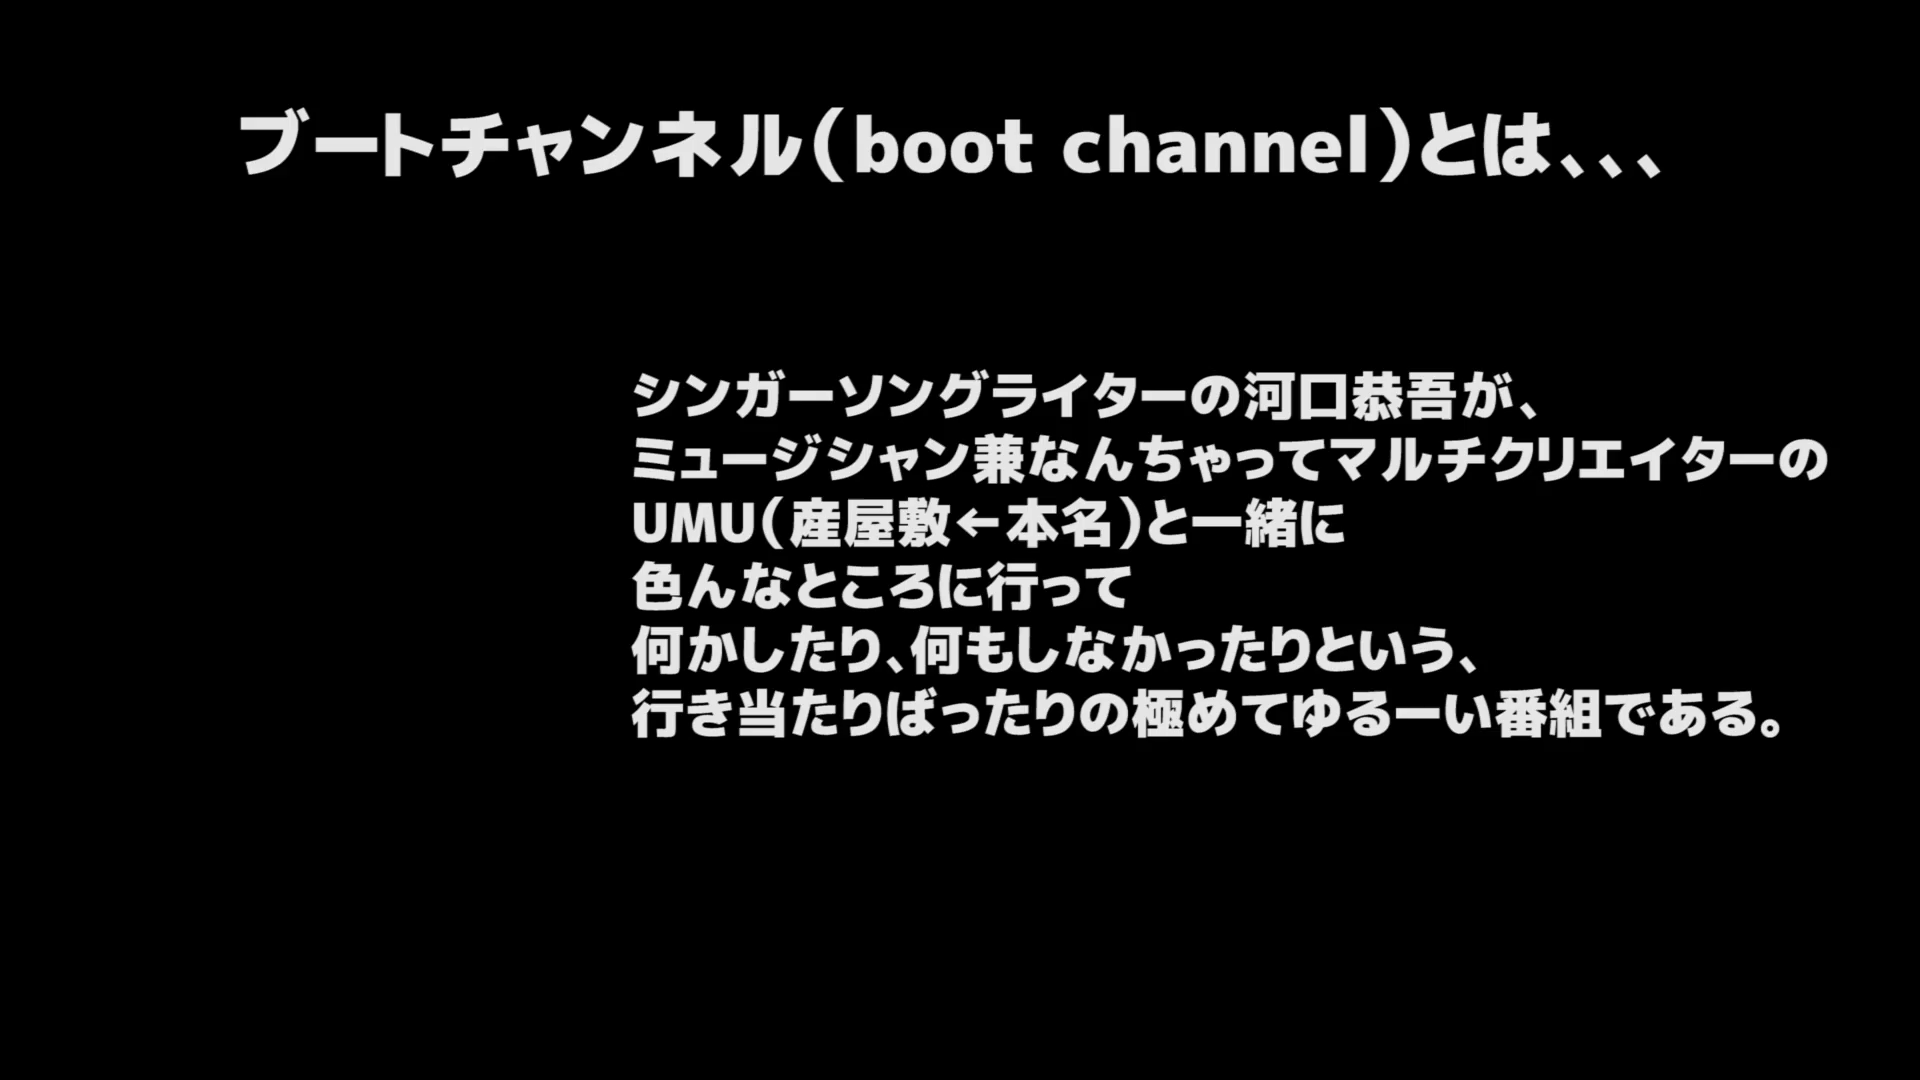 ブートチャンネル(boot channel)とは、、、
シンガーソングライターの河口恭吾が、
ミュージシャン兼なんちゃってマルチクリエイターの
UMU(産屋敷←本名)と一緒に
色んなところに行って
何かしたり、何もしなかったりという、
行き当たりばったりの極めてゆるーい番組である。